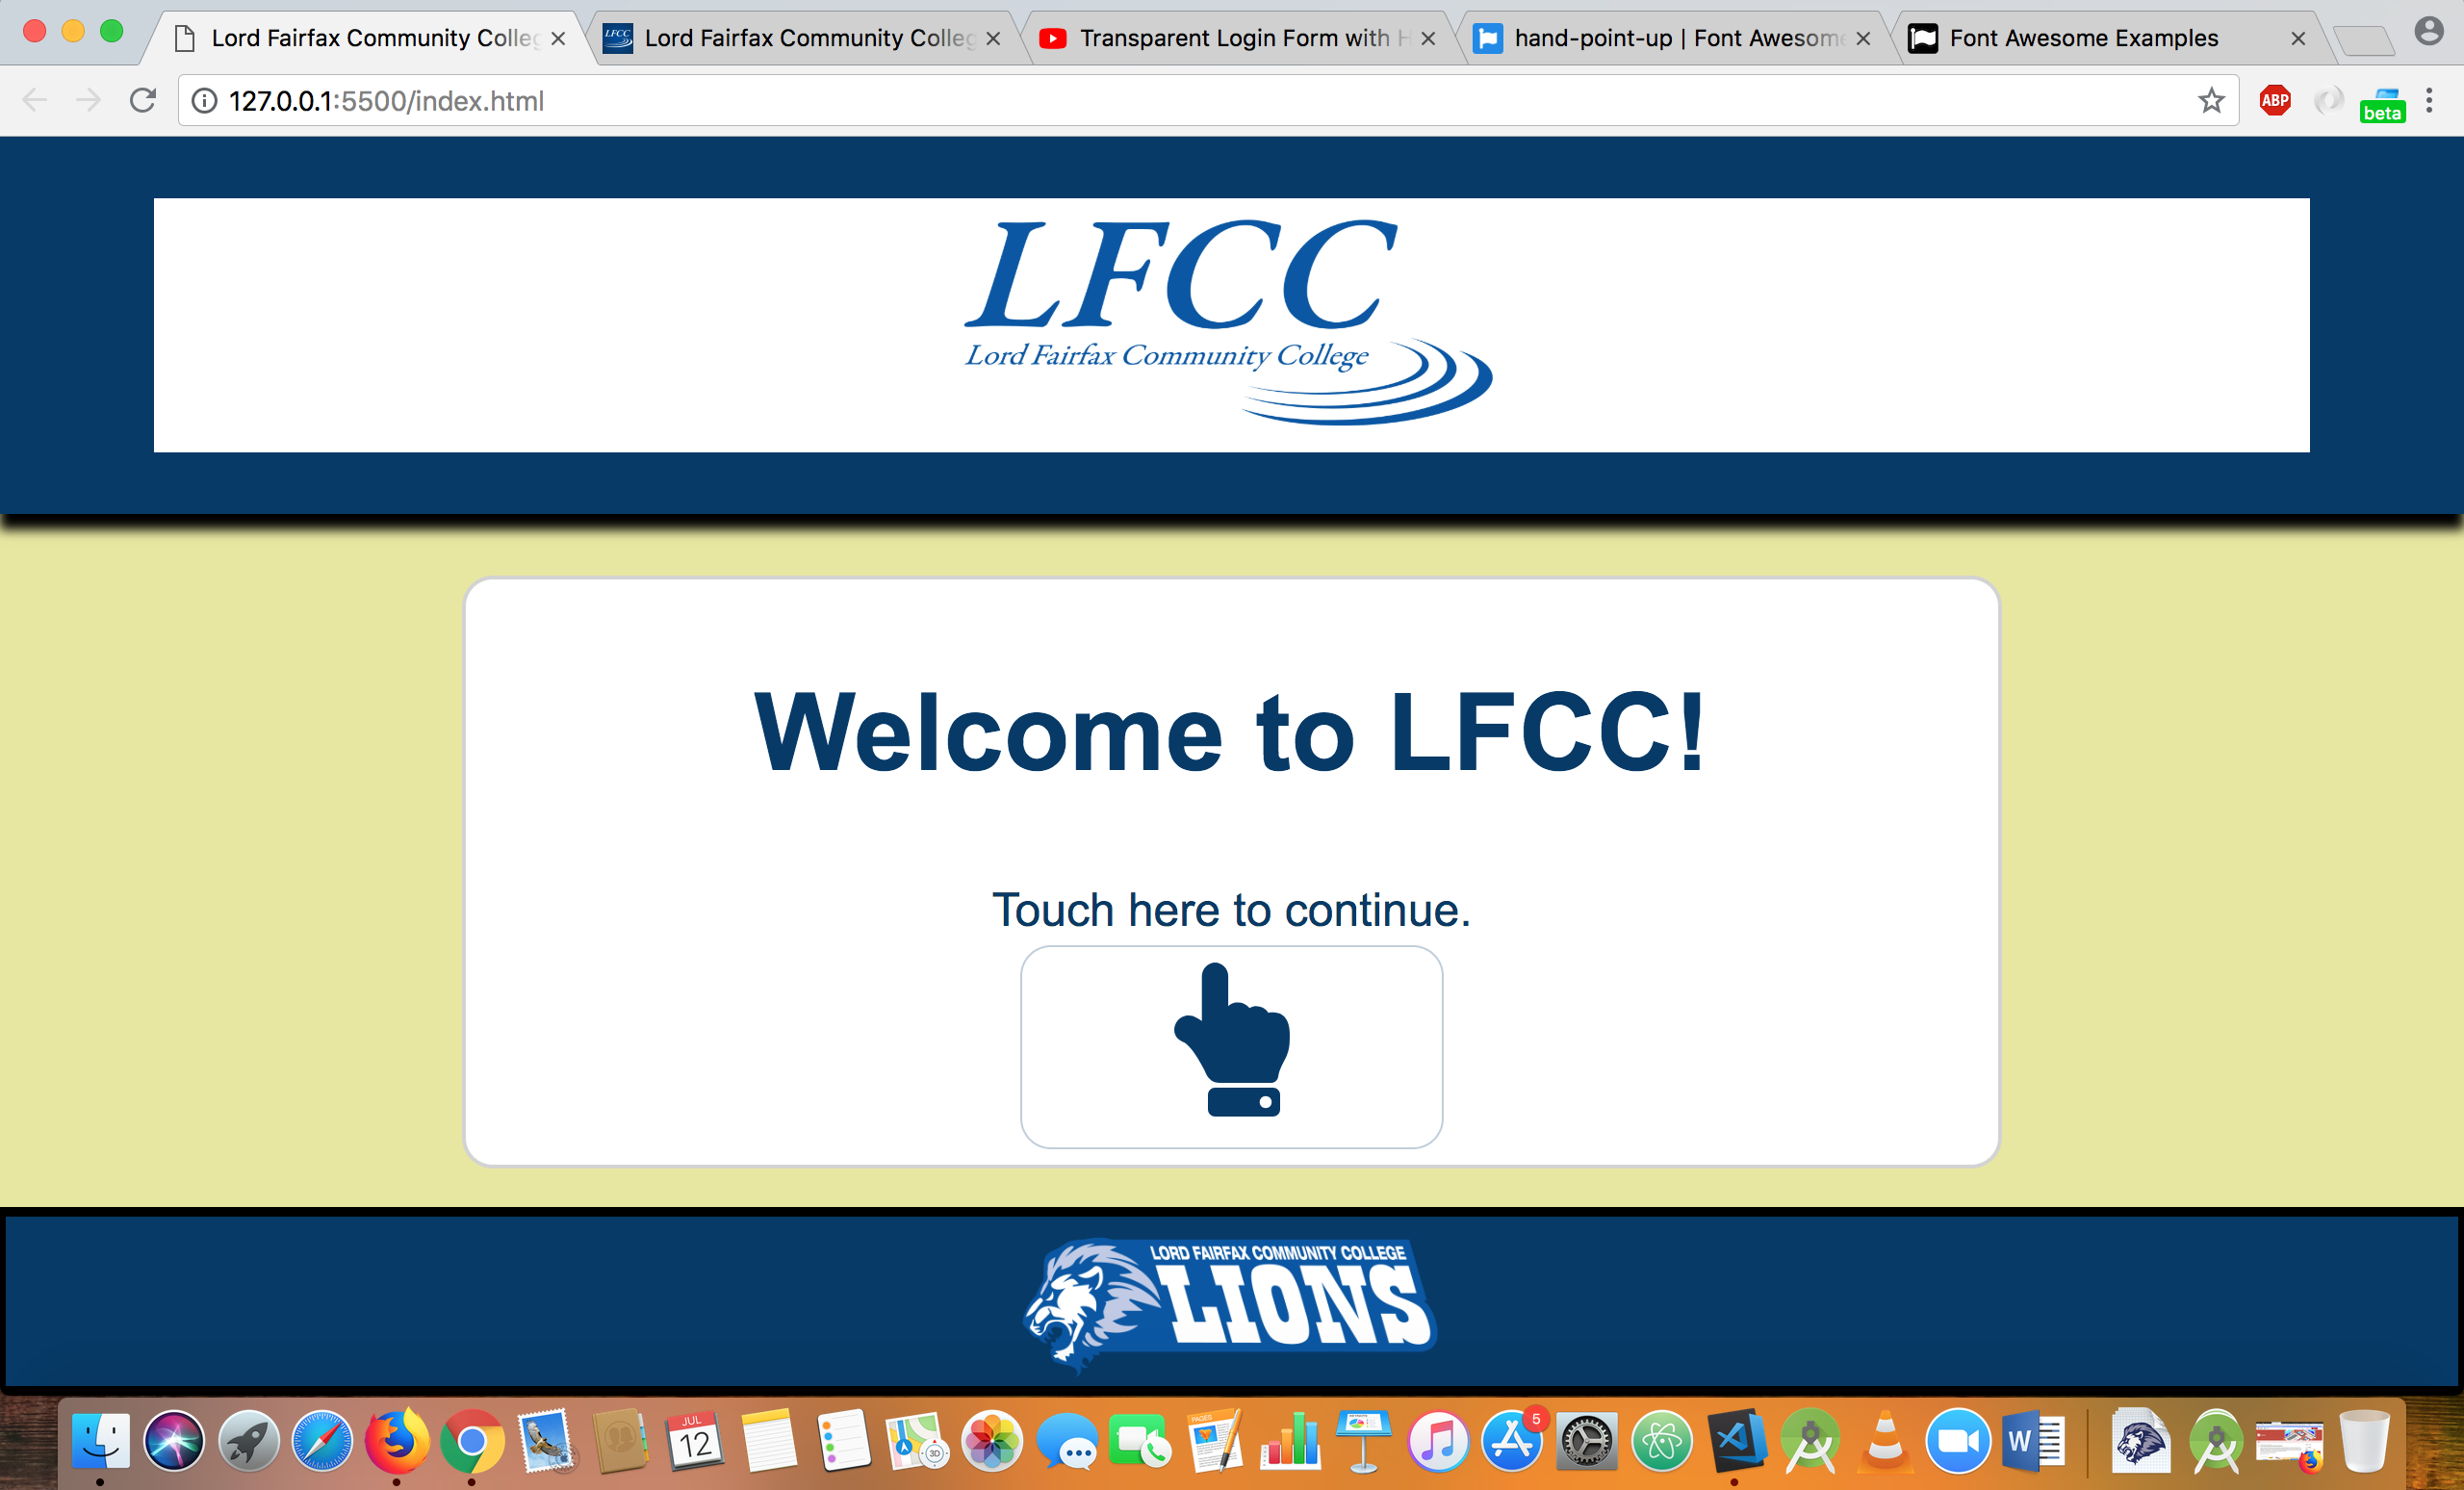 Lord Fairfax Community Colleg
Lord Fairfax Community Colleg
Transparent Login Form with H
hand-point-up | Font Awesome
Font Awesome Examples
127.0.0.1:5500/index.html
ABP
beta
LFCC
Lord Fairfax Community College
Welcome to LFCC!
Touch here to continue.
LORD FAIRFAX COMMUNITY COLLEGE
LIONS
JUL
12
3D
PAGES
5
W